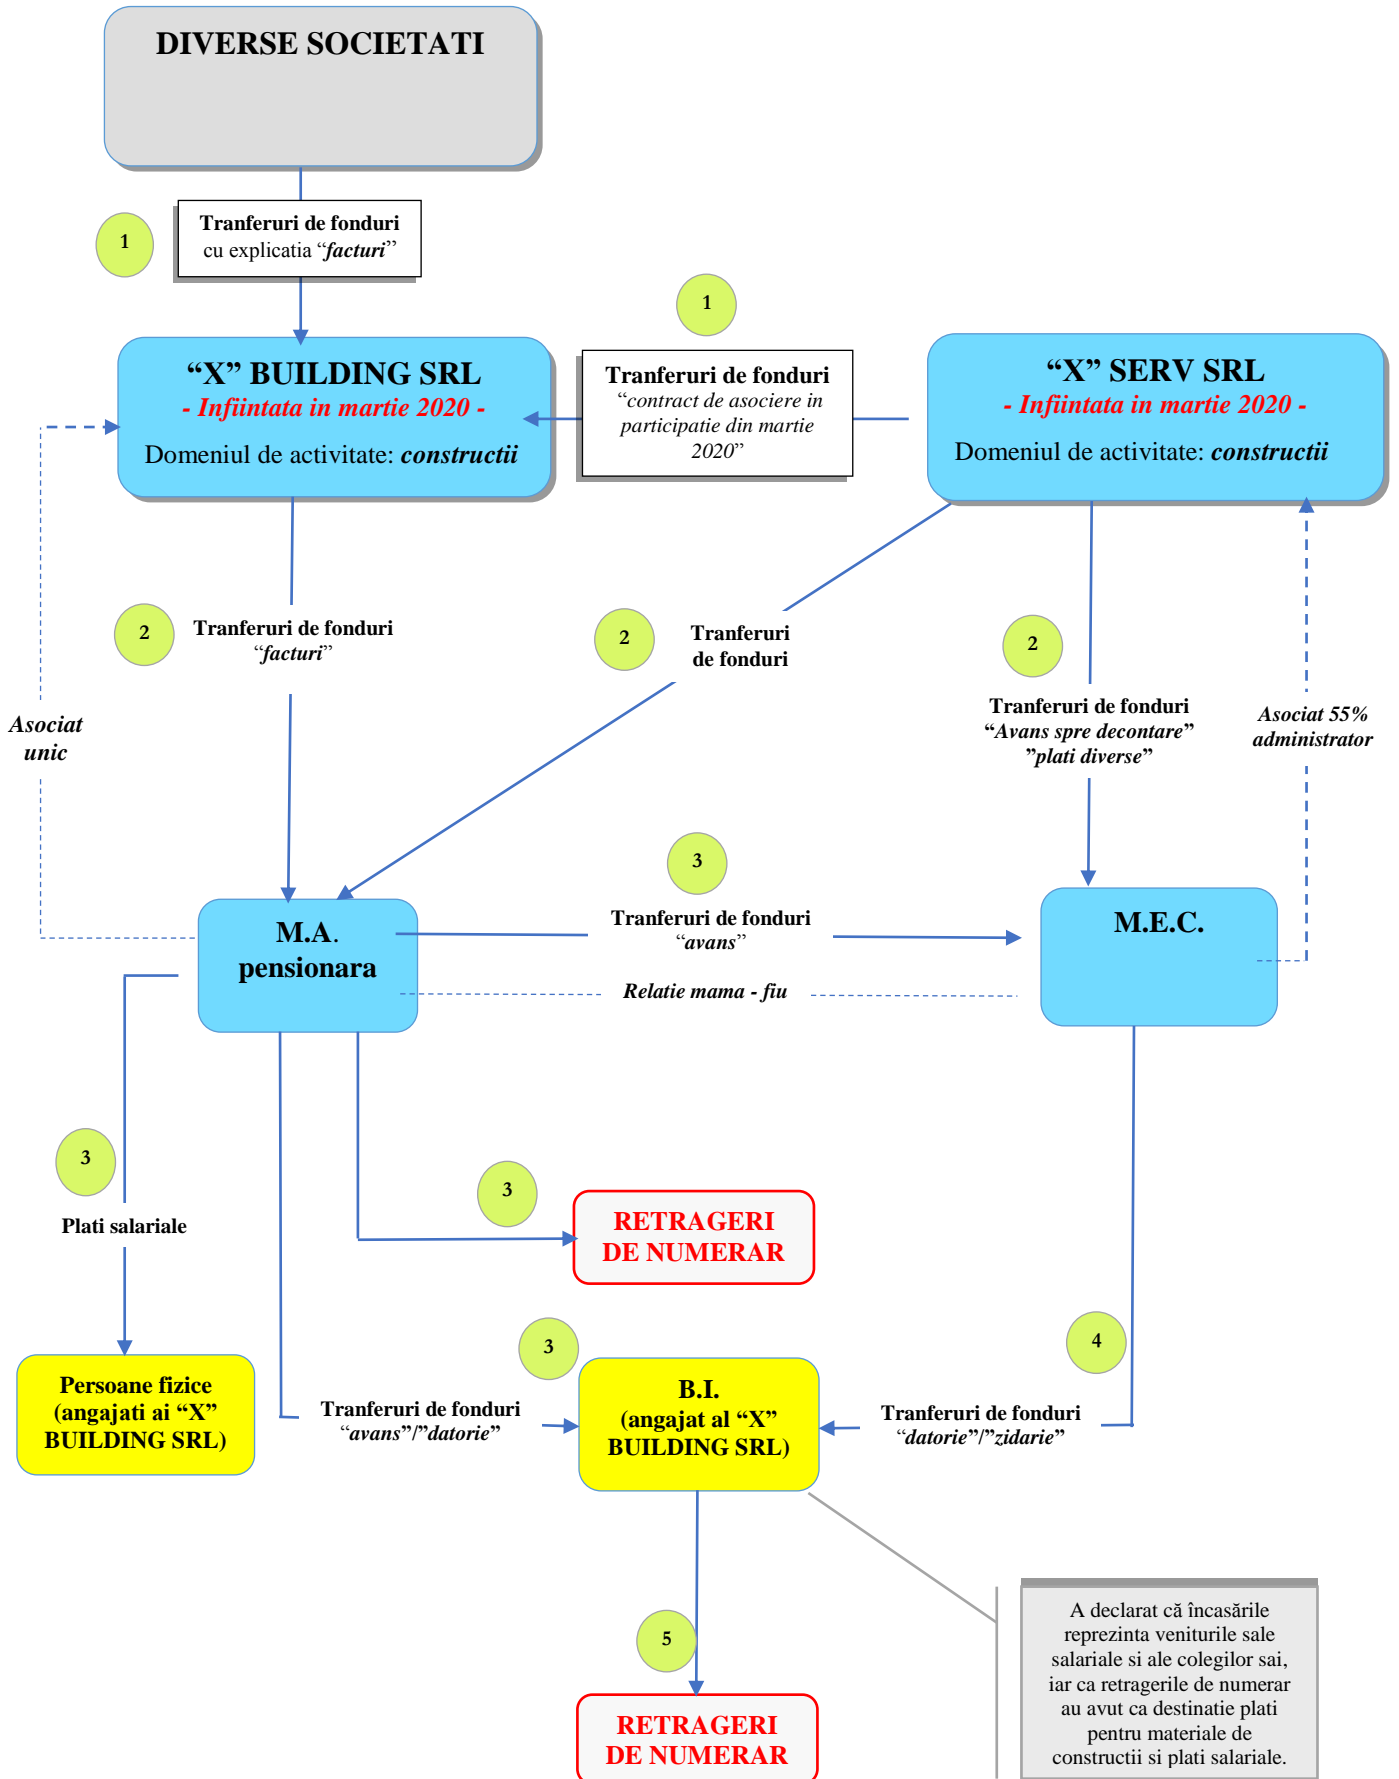 DIVERSE SOCIETATI
Tranferuri de fonduri
cu explicatia “facturi”
1
1
“X” BUILDING SRL
- Infiintata in martie 2020 -
Domeniul de activitate: constructii
Tranferuri de fonduri
“contract de asociere in
participatie din martie
2020”
“X” SERV SRL
- Infiintata in martie 2020 -
Domeniul de activitate: constructii
2
Tranferuri de fonduri
“facturi”
2
Tranferuri
de fonduri
2
Tranferuri de fonduri
“Avans spre decontare”
”plati diverse”
Asociat
unic
Asociat 55%
administrator
3
Tranferuri de fonduri
“avans”
M.A.
pensionara
M.E.C.
Relatie mama - fiu
3
Plati salariale
3
RETRAGERI
DE NUMERAR
3
4
Persoane fizice
(angajati ai “X”
BUILDING SRL)
Tranferuri de fonduri
“avans”/”datorie”
B.I.
(angajat al “X”
BUILDING SRL)
Tranferuri de fonduri
“datorie”/”zidarie”
5
RETRAGERI
DE NUMERAR
A declarat că încasările
reprezinta veniturile sale
salariale si ale colegilor sai,
iar ca retragerile de numerar
au avut ca destinatie plati
pentru materiale de
constructii si plati salariale.